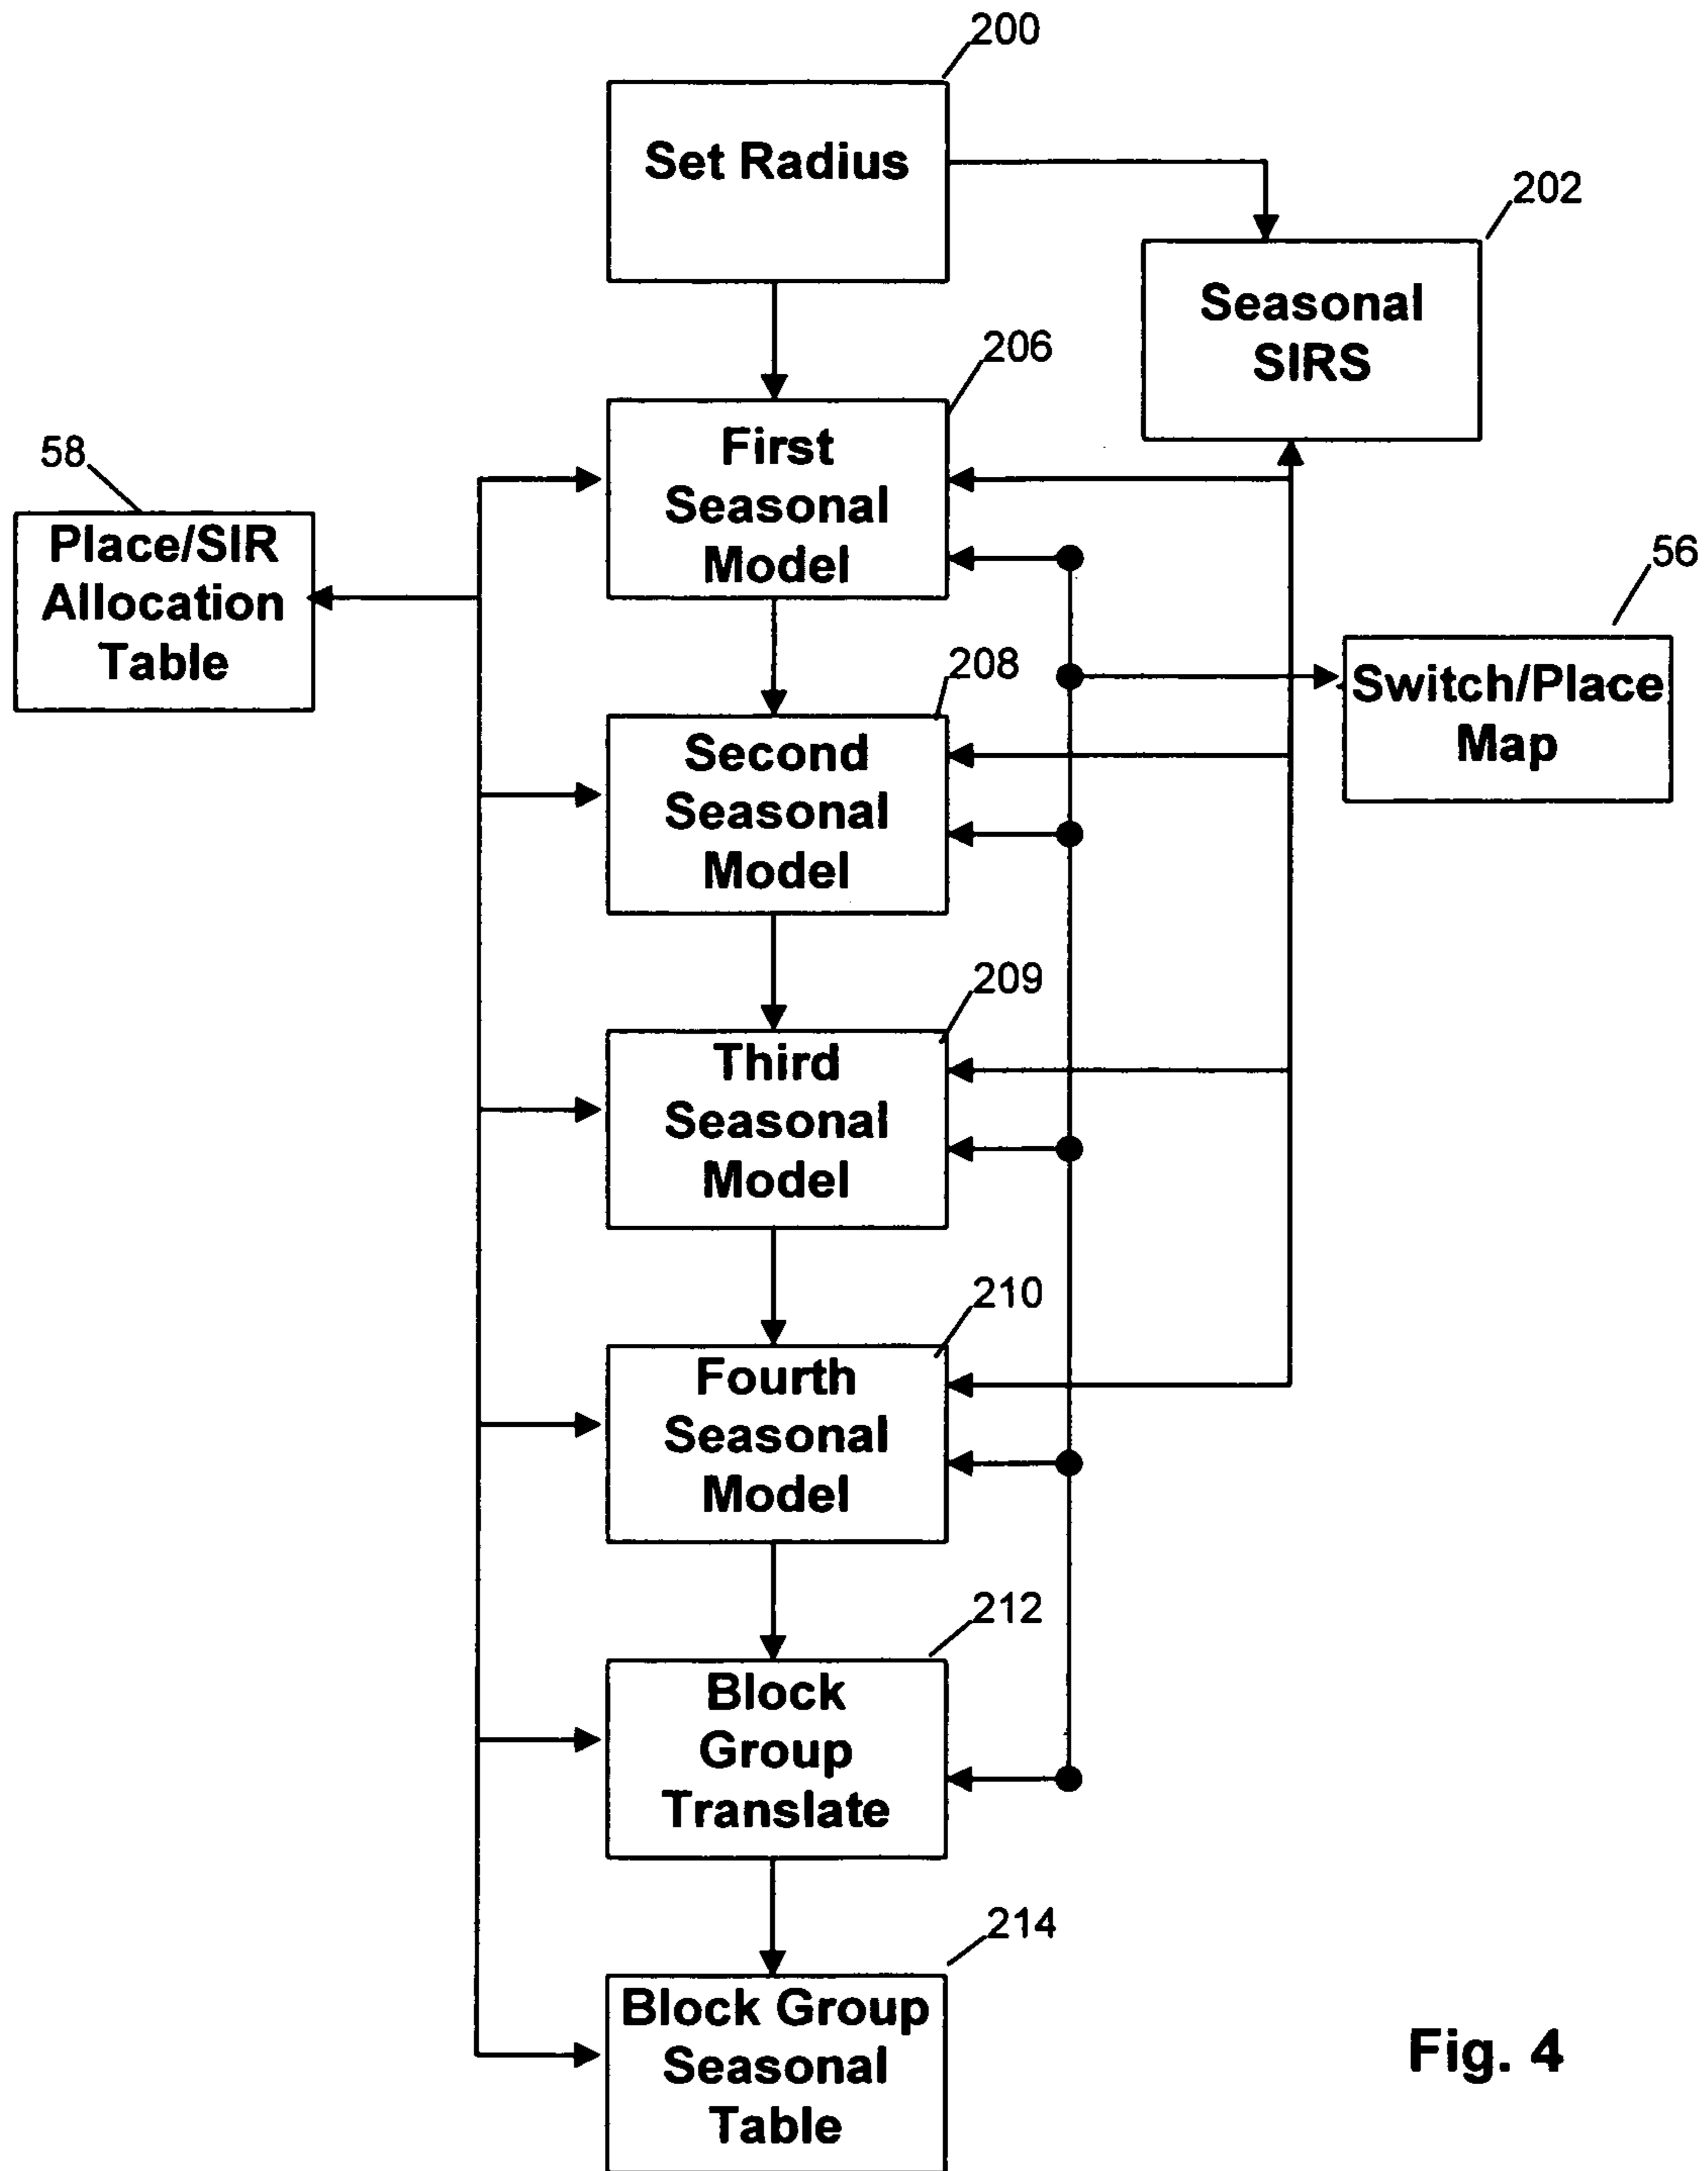 200
Set Radius
202
Seasonal
SIRS
206
First
Seasonal
Model
58
Place/SIR
Allocation
Table
56
Switch/Place
Map
208
Second
Seasonal
Model
209
Third
Seasonal
Model
210
Fourth
Seasonal
Model
212
Block
Group
Translate
214
Block Group
Seasonal
Table
Fig. 4